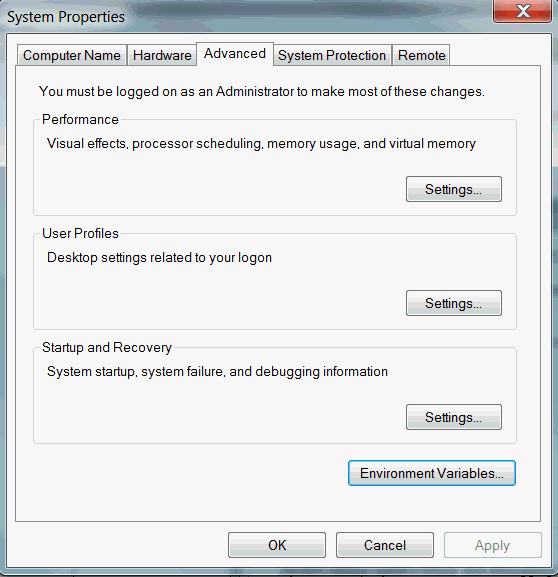 System Properties
Computer Name Hardware Advanced System Protection Remote
You must be logged on as an Administrator to make most of these changes.
Performance
Visual effects, processor scheduling, memory usage, and virtual memory
Settings...
User Profiles
Desktop settings related to your logon
Settings...
Startup and Recovery
System startup, system failure, and debugging information
Settings...
Environment Variables...
OK Cancel Apply